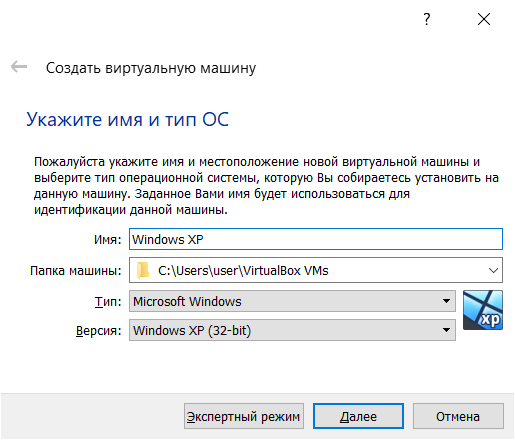 ?
Создать виртуальную машину
Укажите имя и тип ОС
Пожалуйста укажите имя и местоположение новой виртуальной машины и
выберите тип операционной системы, которую Вы собираетесь установить на
данную машину. Заданное Вами имя будет использоваться для
идентификации данной машины.
Имя: Windows XP
Папка машины: C:\Users\user\VirtualBox VMs
Тип: Microsoft Windows
xp
Версия: Windows XP (32-bit)
Экспертный режим Далее Отмена